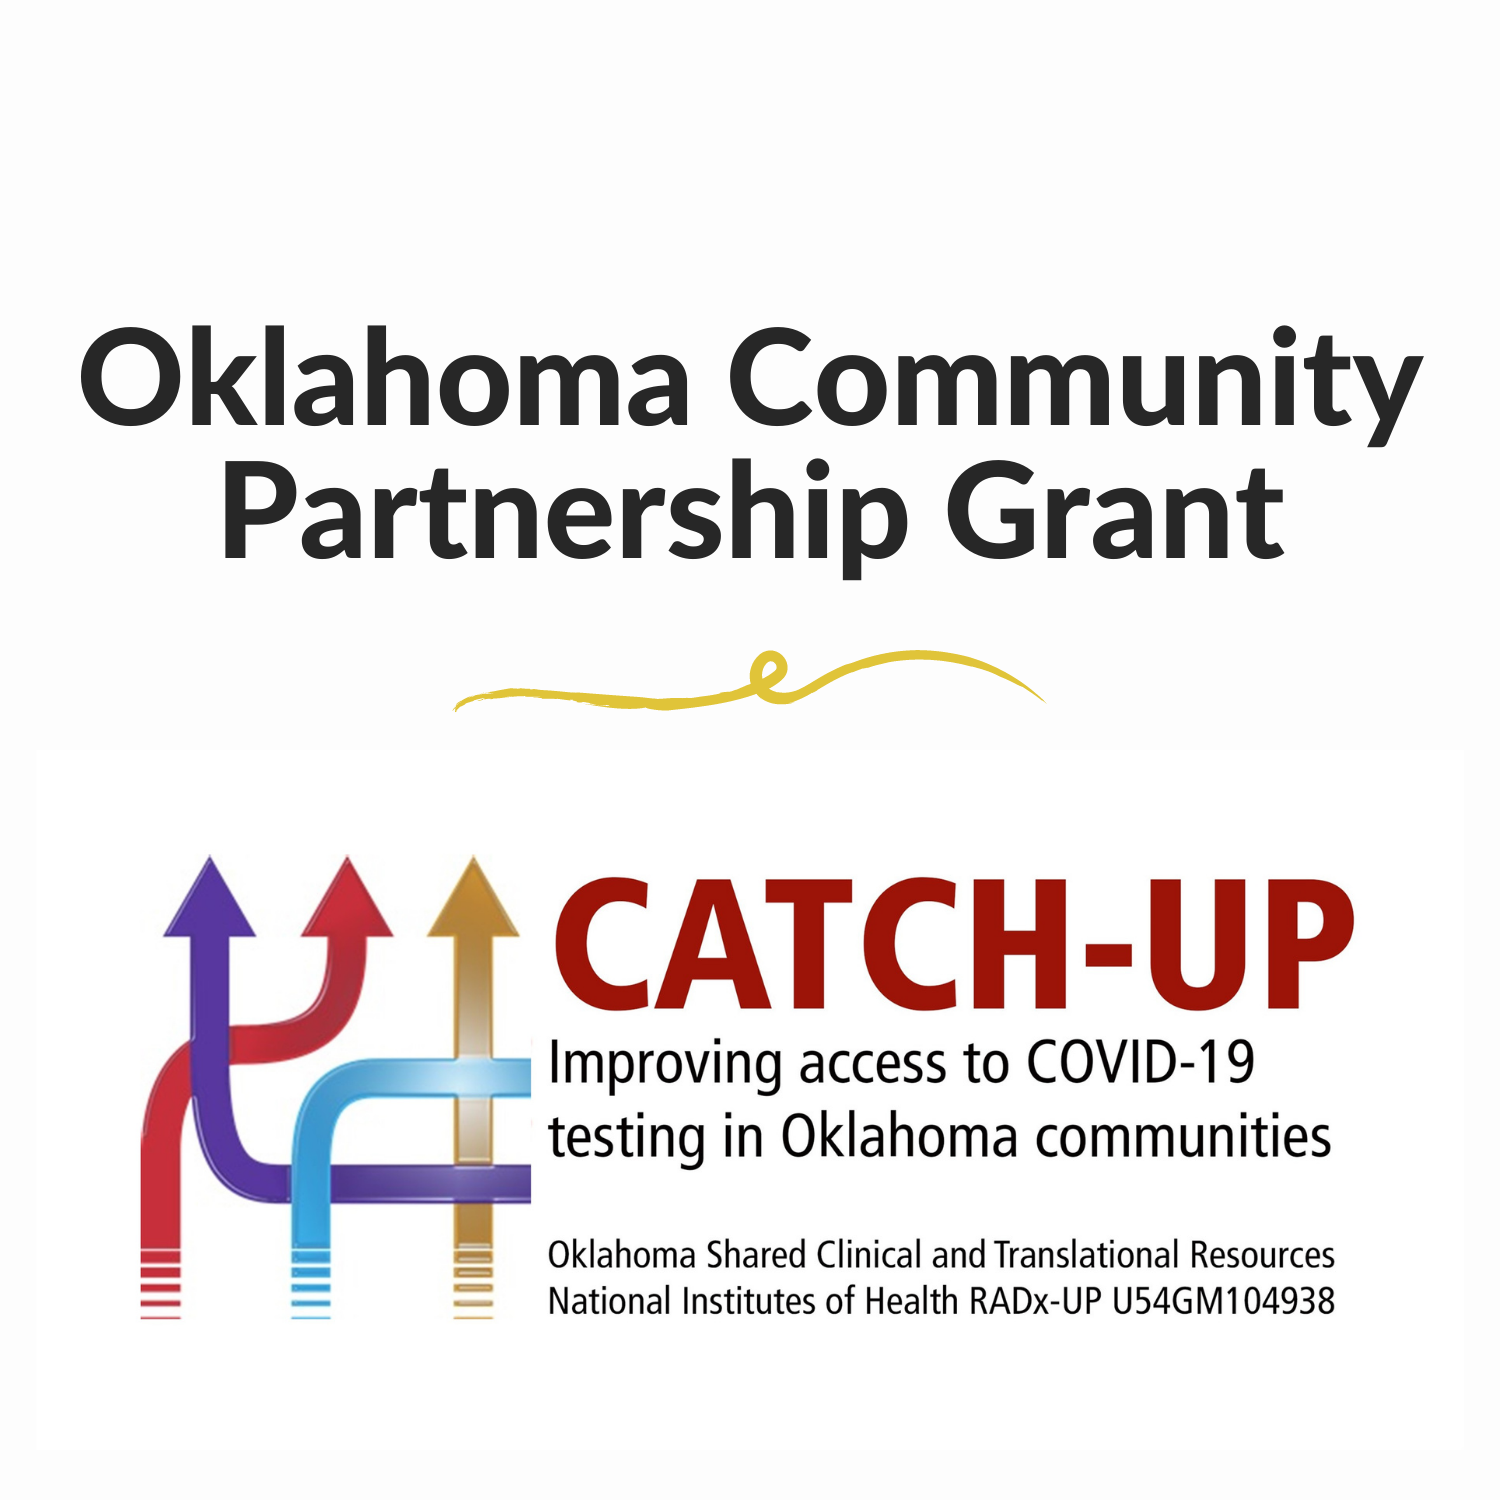 Oklahoma Community
Partnership Grant
CATCH-UP
Improving access to COVID-19
testing in Oklahoma communities
Oklahoma Shared Clinical and Translational Resources
National Institutes of Health RADx-UP U54GM104938